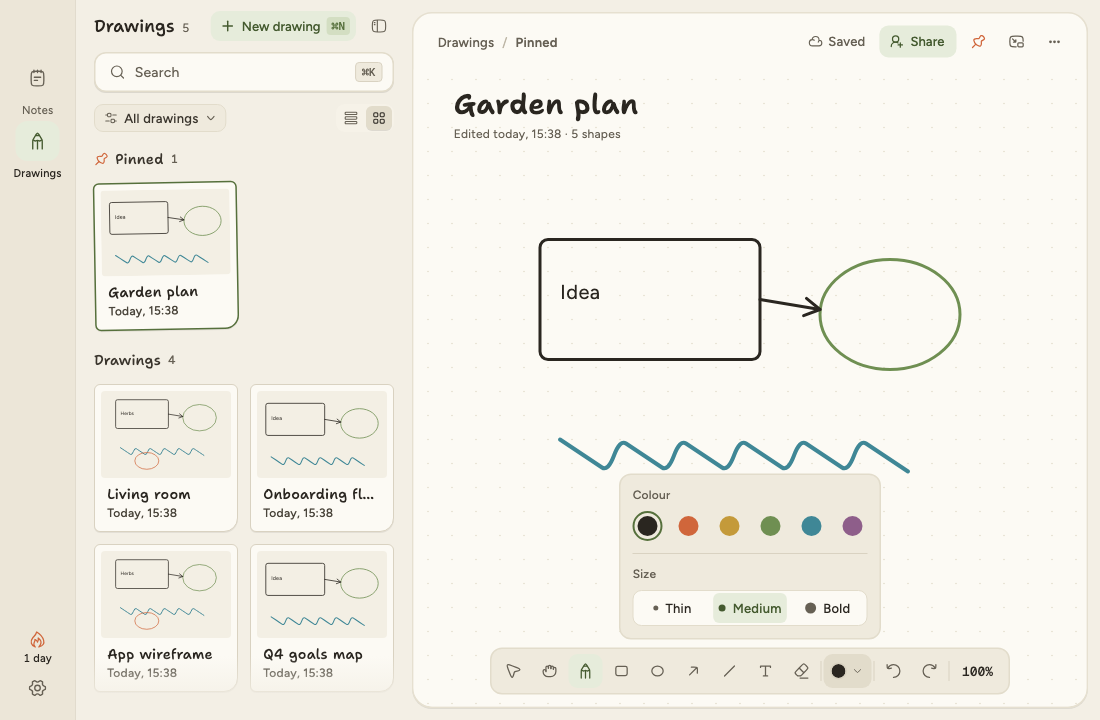 Notes
Drawings
1 day
Drawings 5
New drawing ⌘N
Search ⌘K
All drawings
Pinned 1
Idea
Garden plan
Today, 15:38
Drawings 4
Herbs
Living room
Today, 15:38
Idea
Onboarding fl...
Today, 15:38
Herbs
App wireframe
Today, 15:38
Idea
Q4 goals map
Today, 15:38
Drawings / Pinned
Saved
Share
Garden plan
Edited today, 15:38 · 5 shapes
Idea
Colour
Size
Thin Medium Bold
100%